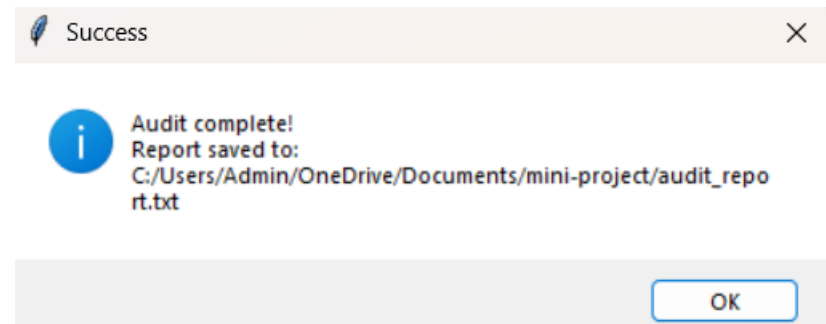 Success
Audit complete!
Report saved to:
C:/Users/Admin/OneDrive/Documents/mini-project/audit_repo
rt.txt
OK